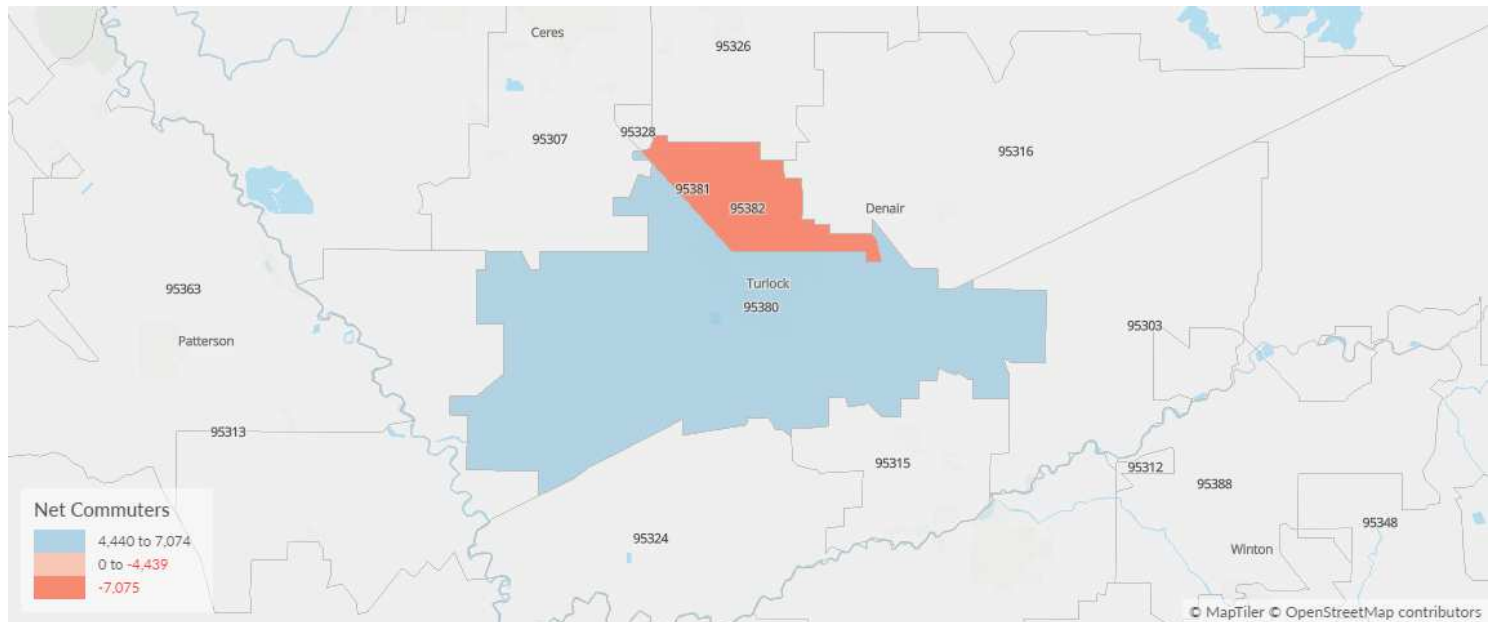 Ceres
95326
95328
95307
95316
95381
95382
Denair
Turlock
95363
95380
95303
Patterson
95313
95315
95312
95388
95348
95324
Winton
Net Commuters
4,440 to 7,074
0 to -4,439
-7,075
© MapTiler © OpenStreetMap contributors